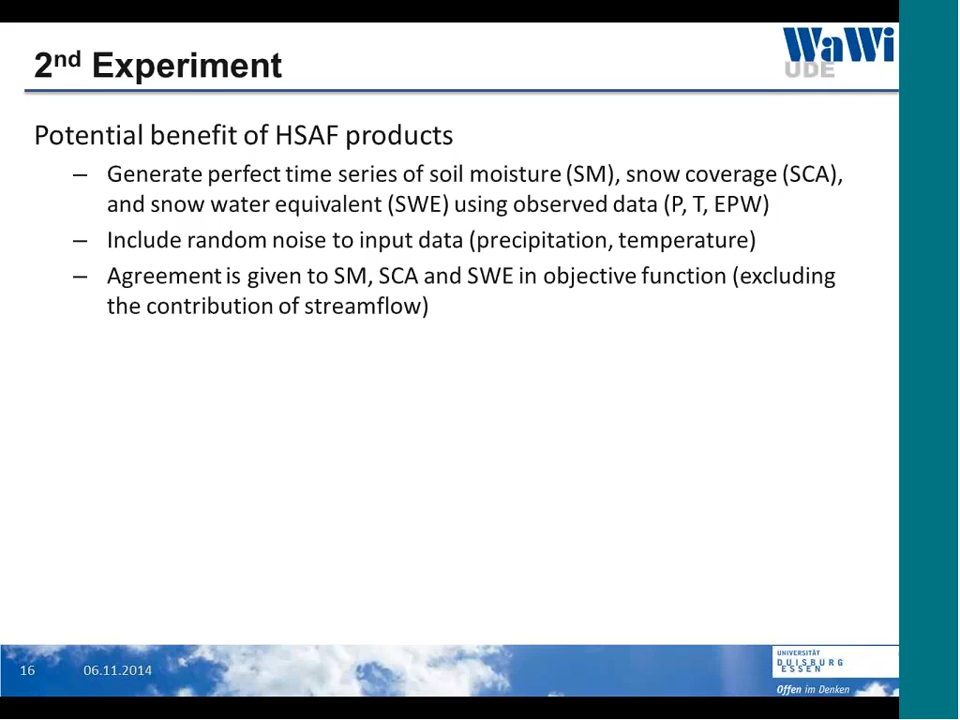 2nd Experiment
WaWi
UDE
Potential benefit of HSAF products
– Generate perfect time series of soil moisture (SM), snow coverage (SCA),
and snow water equivalent (SWE) using observed data (P, T, EPW)
– Include random noise to input data (precipitation, temperature)
– Agreement is given to SM, SCA and SWE in objective function (excluding
the contribution of streamflow)
16 06.11.2014
UNIVERSITÄT
DUISBURG
ESSEN
Offen im Denken